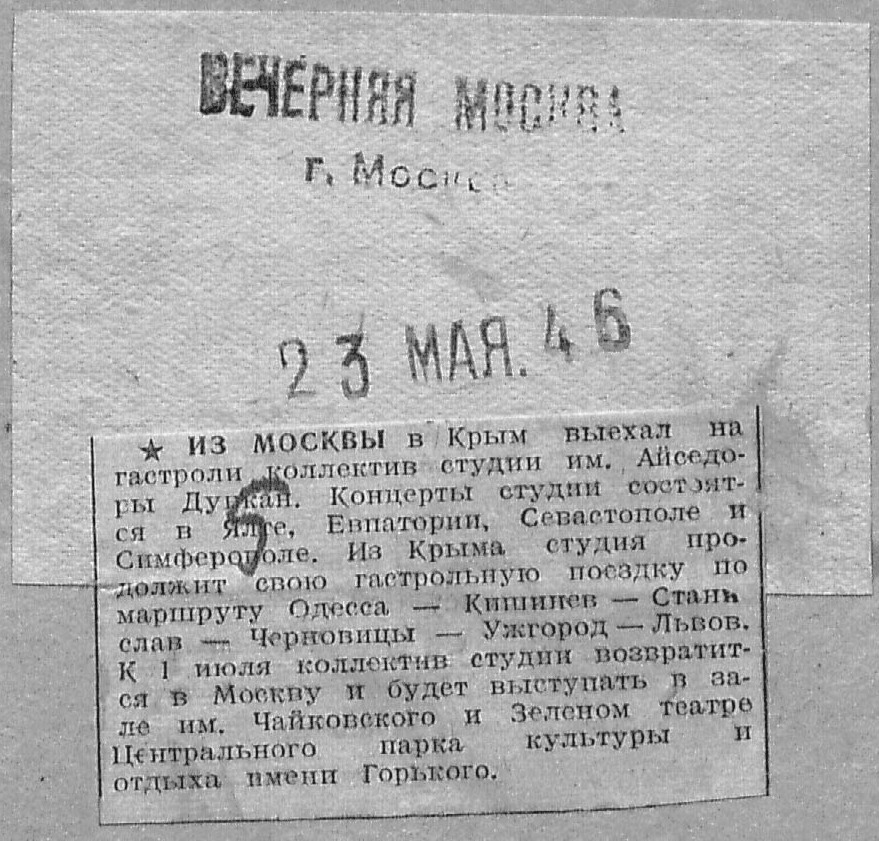 ВЕЧЕРНЯЯ МОСКВА
г. Москва
23 МАЯ. 46
★ ИЗ МОСКВЫ в Крым выехал на
гастроли коллектив студии им. Айседо-
ры Дункан. Концерты студии состоят-
ся в Ялте, Евпатории, Севастополе и
Симферополе. Из Крыма студия про-
должит свою гастрольную поездку по
маршруту Одесса — Кишинев — Стани
слав — Черновицы — Ужгород — Львов.
К 1 июля коллектив студии возвратит-
ся в Москву и будет выступать в за-
ле им. Чайковского и Зеленом театре
Центрального парка культуры и
отдыха имени Горького.
5